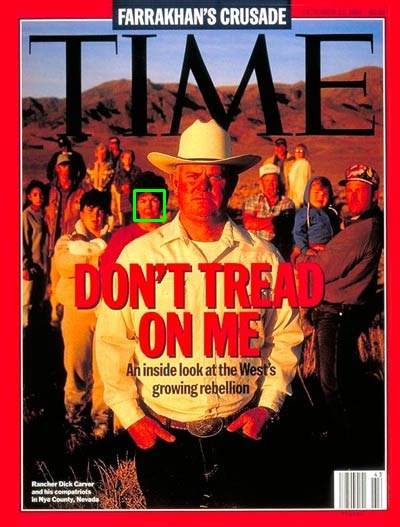 FARRAKHAN'S CRUSADE
TIME
DON'T TREAD
ON ME
An inside look at the West's
growing rebellion
Rancher Dick Carver
and his compatriots
in Nye County, Nevada
43